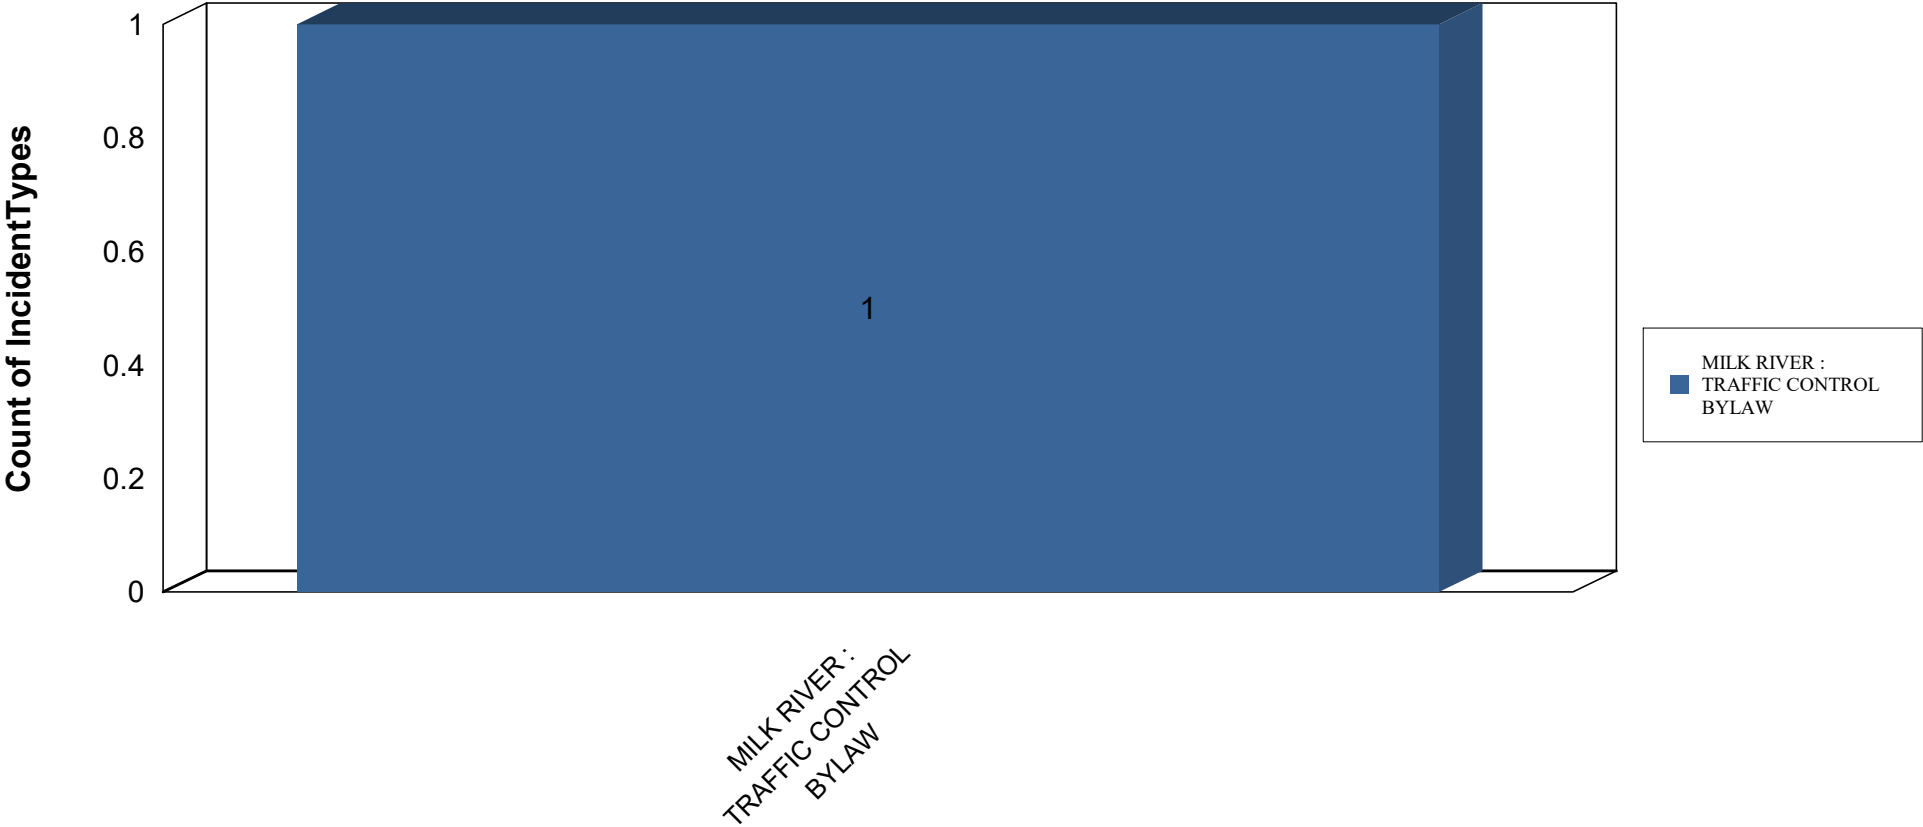 Count of IncidentTypes
1
0.8
0.6
0.4
0.2
0
1
MILK RIVER :
TRAFFIC CONTROL
BYLAW
MILK RIVER :
TRAFFIC CONTROL
BYLAW